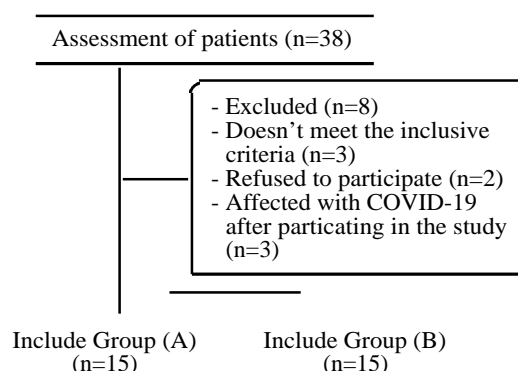 Assessment of patients (n=38)
- Excluded (n=8)
- Doesn’t meet the inclusive
criteria (n=3)
- Refused to participate (n=2)
- Affected with COVID-19
after particating in the study
(n=3)
Include Group (A)
(n=15)
Include Group (B)
(n=15)